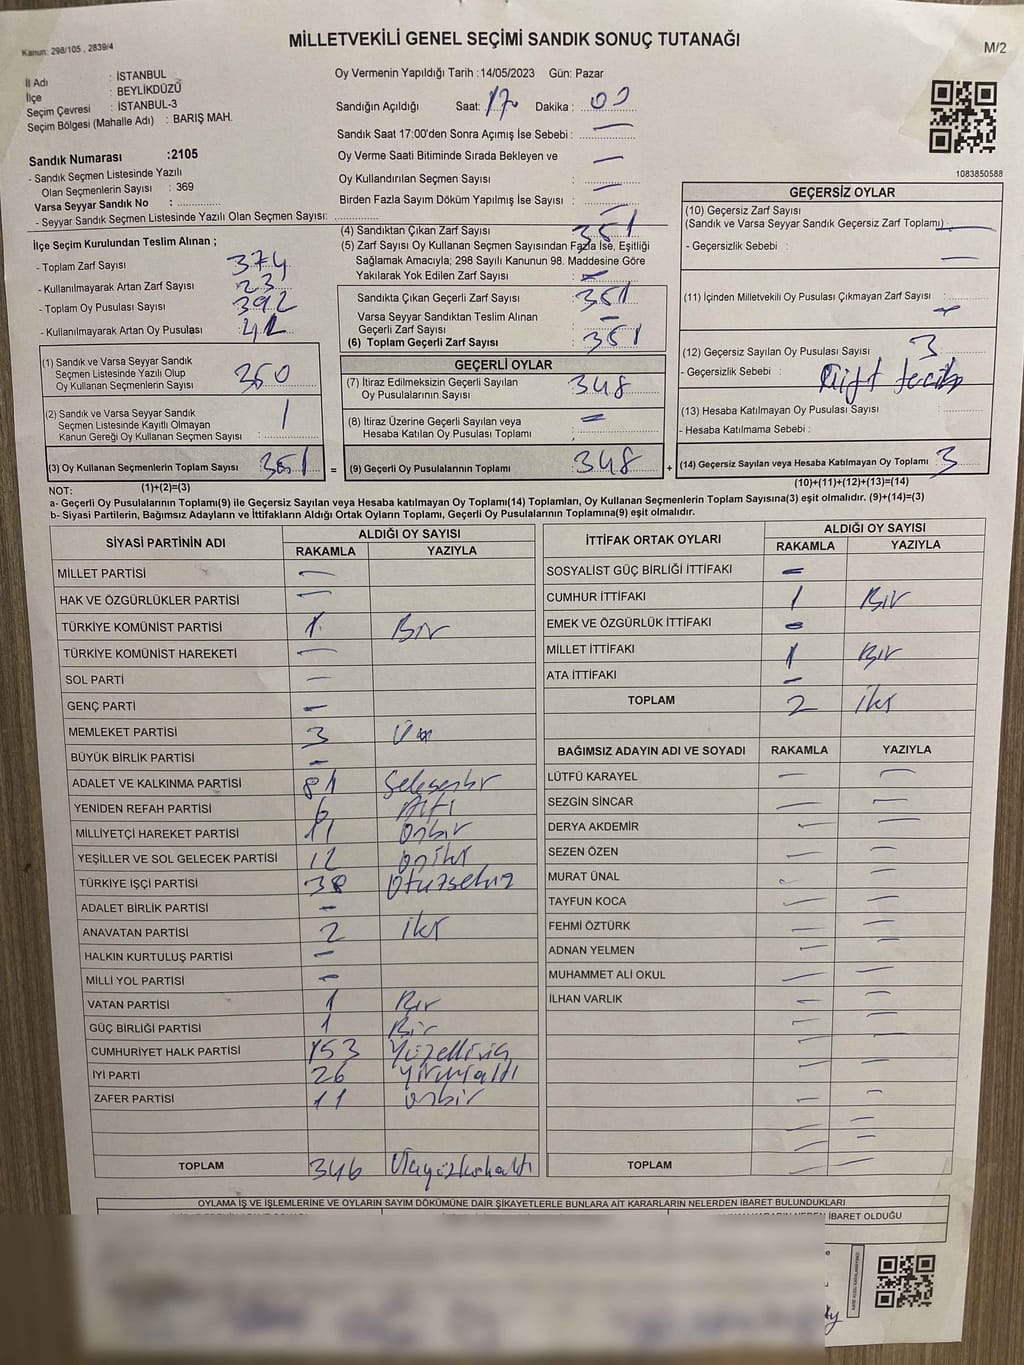 Kanun: 298/105 , 2839/4
MİLLETVEKİLİ GENEL SEÇİMİ SANDIK SONUÇ TUTANAĞI
M/2
İl Adı : İSTANBUL
İlçe : BEYLİKDÜZÜ
Seçim Çevresi : İSTANBUL-3
Seçim Bölgesi (Mahalle Adı) : BARIŞ MAH.
Sandık Numarası :2105
- Sandık Seçmen Listesinde Yazılı
Olan Seçmenlerin Sayısı : 369
Varsa Seyyar Sandık No : ..............
- Seyyar Sandık Seçmen Listesinde Yazılı Olan Seçmen Sayısı: ..............
Oy Vermenin Yapıldığı Tarih :14/05/2023 Gün: Pazar
Sandığın Açıldığı Saat: 17 Dakika : 00
Sandık Saat 17:00'den Sonra Açımış İse Sebebi : —
Oy Verme Saati Bitiminde Sırada Bekleyen ve —
Oy Kullandırılan Seçmen Sayısı : —
Birden Fazla Sayım Döküm Yapılmış İse Sayısı : —
1083850588
İlçe Seçim Kurulundan Teslim Alınan ;
- Toplam Zarf Sayısı 374
- Kullanılmayarak Artan Zarf Sayısı 23
- Toplam Oy Pusulası Sayısı 392
- Kullanılmayarak Artan Oy Pusulası
(1) Sandık ve Varsa Seyyar Sandık
Seçmen Listesinde Yazılı Olup
Oy Kullanan Seçmenlerin Sayısı 350
(2) Sandık ve Varsa Seyyar Sandık
Seçmen Listesinde Kayıtlı Olmayan
Kanun Gereği Oy Kullanan Seçmen Sayısı 1
(3) Oy Kullanan Seçmenlerin Toplam Sayısı 351
(1)+(2)=(3)
(4) Sandıktan Çıkan Zarf Sayısı 351
(5) Zarf Sayısı Oy Kullanan Seçmen Sayısından Fazla İse, Eşitliği
Sağlamak Amacıyla; 298 Sayılı Kanunun 98. Maddesine Göre
Yakılarak Yok Edilen Zarf Sayısı : —
Sandıkta Çıkan Geçerli Zarf Sayısı : 351
Varsa Seyyar Sandıktan Teslim Alınan
Geçerli Zarf Sayısı : —
(6) Toplam Geçerli Zarf Sayısı : 351
GEÇERLİ OYLAR
(7) İtiraz Edilmeksizin Geçerli Sayılan
Oy Pusulalarının Sayısı 348
(8) İtiraz Üzerine Geçerli Sayılan veya
Hesaba Katılan Oy Pusulası Toplamı : —
= (9) Geçerli Oy Pusulalarının Toplamı 348
GEÇERSİZ OYLAR
(10) Geçersiz Zarf Sayısı
(Sandık ve Varsa Seyyar Sandık Geçersiz Zarf Toplamı) —
- Geçersizlik Sebebi : —
(11) İçinden Milletvekili Oy Pusulası Çıkmayan Zarf Sayısı : —
(12) Geçersiz Sayılan Oy Pusulası Sayısı 3
- Geçersizlik Sebebi : Çift tercih
(13) Hesaba Katılmayan Oy Pusulası Sayısı
- Hesaba Katılmama Sebebi :
+ (14) Geçersiz Sayılan veya Hesaba Katılmayan Oy Toplamı 3
(10)+(11)+(12)+(13)=(14)
NOT:
a- Geçerli Oy Pusulalarının Toplamı(9) ile Geçersiz Sayılan veya Hesaba katılmayan Oy Toplamı(14) Toplamları, Oy Kullanan Seçmenlerin Toplam Sayısına(3) eşit olmalıdır. (9)+(14)=(3)
b- Siyasi Partilerin, Bağımsız Adayların ve İttifakların Aldığı Ortak Oyların Toplamı, Geçerli Oy Pusulalarının Toplamına(9) eşit olmalıdır.
SİYASİ PARTİNİN ADI ALDIĞI OY SAYISI
RAKAMLA YAZIYLA
MİLLET PARTİSİ —
HAK VE ÖZGÜRLÜKLER PARTİSİ —
TÜRKİYE KOMÜNİST PARTİSİ 1 Bir
TÜRKİYE KOMÜNİST HAREKETİ —
SOL PARTİ —
GENÇ PARTİ —
MEMLEKET PARTİSİ 3 Üç
BÜYÜK BİRLİK PARTİSİ —
ADALET VE KALKINMA PARTİSİ 81 Seksenbir
YENİDEN REFAH PARTİSİ 6 Altı
MİLLİYETÇİ HAREKET PARTİSİ 11 Onbir
YEŞİLLER VE SOL GELECEK PARTİSİ 12 oniki
TÜRKİYE İŞÇİ PARTİSİ 38 Otuzsekiz
ADALET BİRLİK PARTİSİ —
ANAVATAN PARTİSİ 2 iki
HALKIN KURTULUŞ PARTİSİ —
MİLLİ YOL PARTİSİ —
VATAN PARTİSİ 1 Bir
GÜÇ BİRLİĞİ PARTİSİ 1 Bir
CUMHURİYET HALK PARTİSİ 153 Yüzelliüç
İYİ PARTİ 26 yirmialtı
ZAFER PARTİSİ 11 onbir
TOPLAM 346 Üçyüzkırkaltı
İTTİFAK ORTAK OYLARI ALDIĞI OY SAYISI
RAKAMLA YAZIYLA
SOSYALİST GÜÇ BİRLİĞİ İTTİFAKI —
CUMHUR İTTİFAKI 1 Bir
EMEK VE ÖZGÜRLÜK İTTİFAKI —
MİLLET İTTİFAKI 1 Bir
ATA İTTİFAKI —
TOPLAM 2 iki
BAĞIMSIZ ADAYIN ADI VE SOYADI RAKAMLA YAZIYLA
LÜTFÜ KARAYEL — —
SEZGİN SİNCAR — —
DERYA AKDEMİR — —
SEZEN ÖZEN — —
MURAT ÜNAL — —
TAYFUN KOCA — —
FEHMİ ÖZTÜRK — —
ADNAN YELMEN — —
MUHAMMET ALİ OKUL — —
İLHAN VARLIK — —
TOPLAM — —
OYLAMA İŞ VE İŞLEMLERİNE VE OYLARIN SAYIM DÖKÜMÜNE DAİR ŞİKAYETLERLE BUNLARA AİT KARARLARIN NELERDEN İBARET BULUNDUKLARI
İBARET OLDUĞU